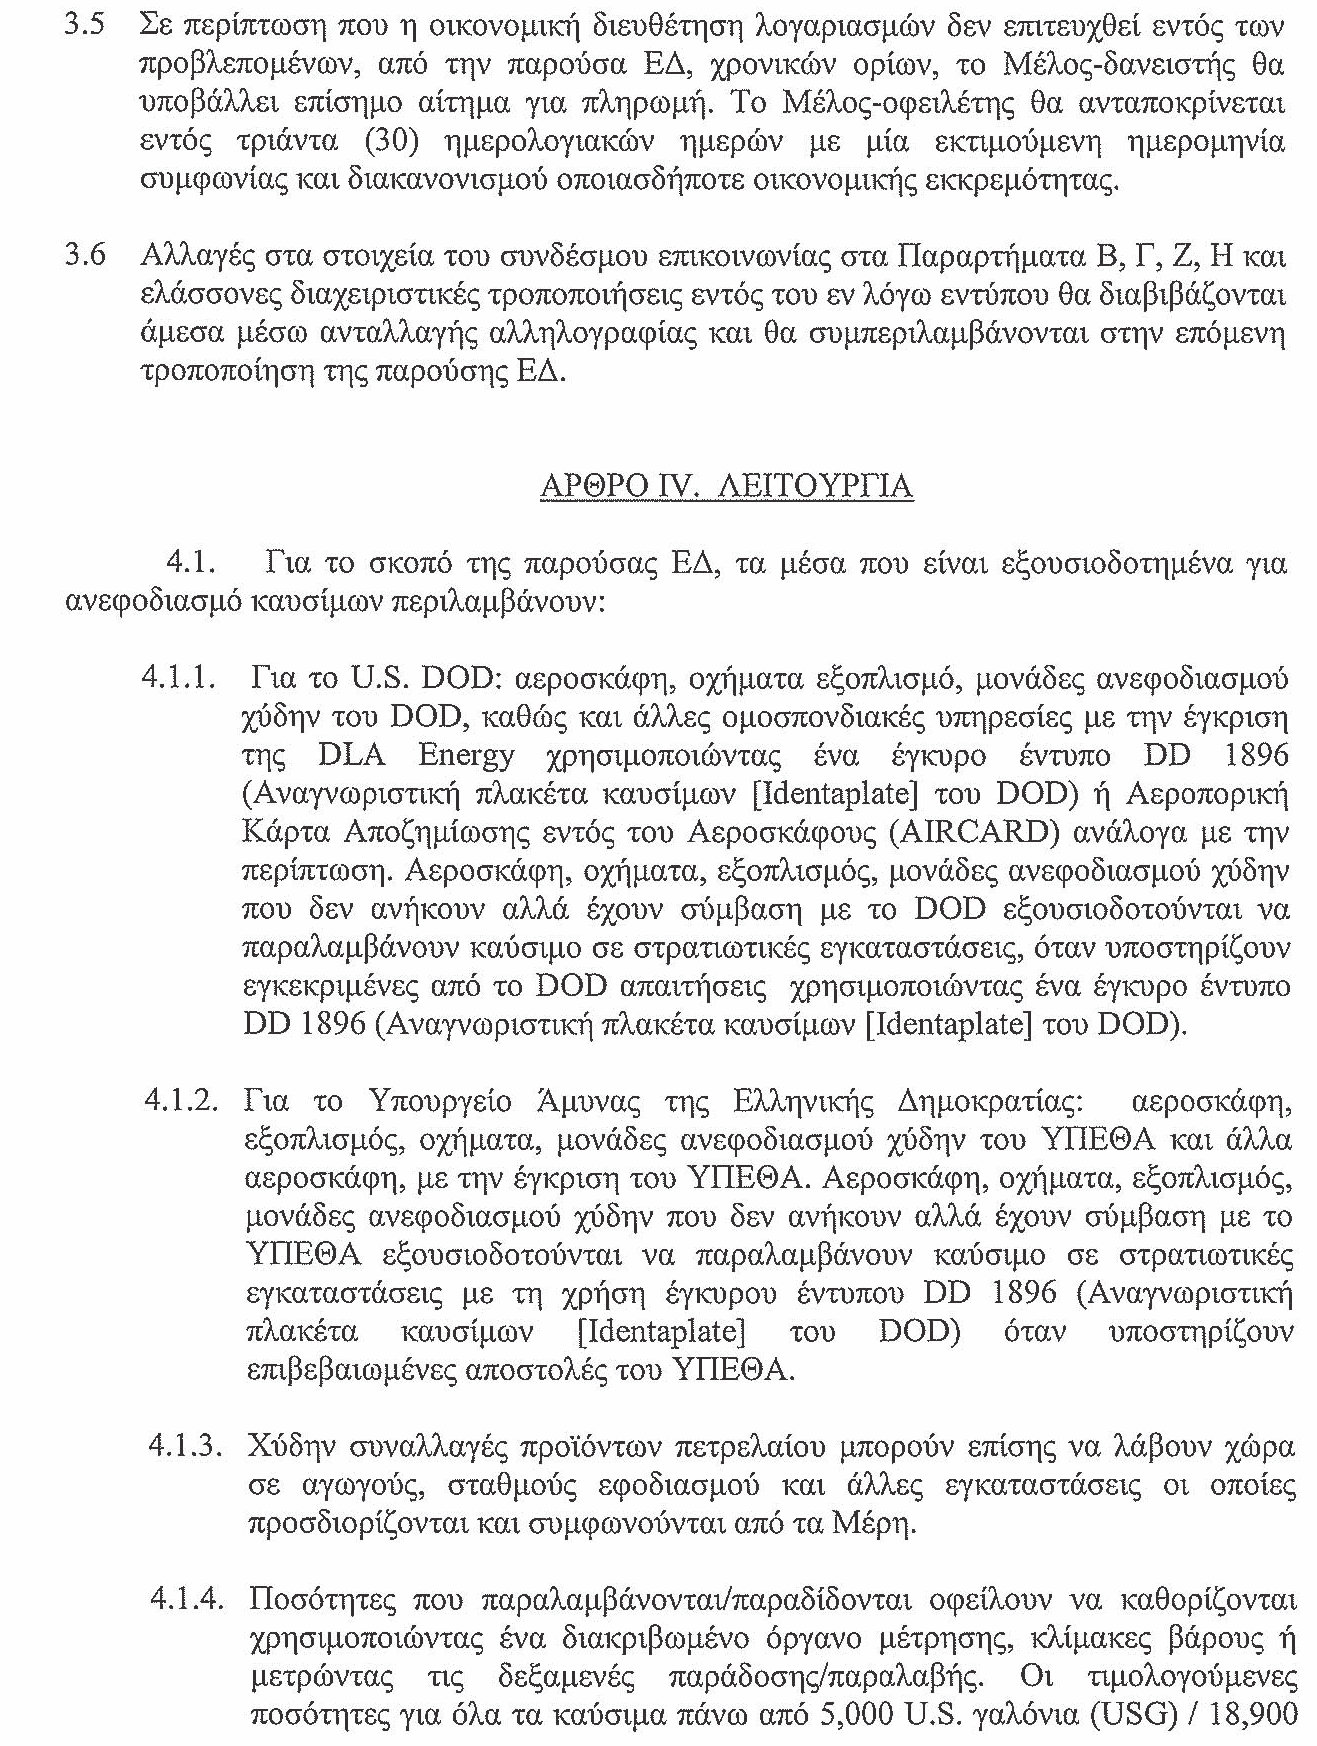 3.5 Σε περίπτωση που η οικονομική διευθέτηση λογαριασμών δεν επιτευχθεί εντός των
προβλεπομένων, από την παρούσα ΕΔ, χρονικών ορίων, το Μέλος-δανειστής θα
υποβάλλει επίσημο αίτημα για πληρωμή. Το Μέλος-οφειλέτης θα ανταποκρίνεται
εντός τριάντα (30) ημερολογιακών ημερών με μία εκτιμούμενη ημερομηνία
συμφωνίας και διακανονισμού οποιασδήποτε οικονομικής εκκρεμότητας.
3.6 Αλλαγές στα στοιχεία του συνδέσμου επικοινωνίας στα Παραρτήματα Β, Γ, Ζ, Η και
ελάσσονες διαχειριστικές τροποποιήσεις εντός του εν λόγω εντύπου θα διαβιβάζονται
άμεσα μέσω ανταλλαγής αλληλογραφίας και θα συμπεριλαμβάνονται στην επόμενη
τροποποίηση της παρούσης ΕΔ.
ΑΡΘΡΟ IV. ΛΕΙΤΟΥΡΓΙΑ
4.1. Για το σκοπό της παρούσας ΕΔ, τα μέσα που είναι εξουσιοδοτημένα για
ανεφοδιασμό καυσίμων περιλαμβάνουν:
4.1.1. Για το U.S. DOD: αεροσκάφη, οχήματα εξοπλισμό, μονάδες ανεφοδιασμού
χύδην του DOD, καθώς και άλλες ομοσπονδιακές υπηρεσίες με την έγκριση
της DLA Energy χρησιμοποιώντας ένα έγκυρο έντυπο DD 1896
(Αναγνωριστική πλακέτα καυσίμων [Identaplate] του DOD) ή Αεροπορική
Κάρτα Αποζημίωσης εντός του Αεροσκάφους (AIRCARD) ανάλογα με την
περίπτωση. Αεροσκάφη, οχήματα, εξοπλισμός, μονάδες ανεφοδιασμού χύδην
που δεν ανήκουν αλλά έχουν σύμβαση με το DOD εξουσιοδοτούνται να
παραλαμβάνουν καύσιμο σε στρατιωτικές εγκαταστάσεις, όταν υποστηρίζουν
εγκεκριμένες από το DOD απαιτήσεις χρησιμοποιώντας ένα έγκυρο έντυπο
DD 1896 (Αναγνωριστική πλακέτα καυσίμων [Identaplate] του DOD).
4.1.2. Για το Υπουργείο Άμυνας της Ελληνικής Δημοκρατίας: αεροσκάφη,
εξοπλισμός, οχήματα, μονάδες ανεφοδιασμού χύδην του ΥΠΕΘΑ και άλλα
αεροσκάφη, με την έγκριση του ΥΠΕΘΑ. Αεροσκάφη, οχήματα, εξοπλισμός,
μονάδες ανεφοδιασμού χύδην που δεν ανήκουν αλλά έχουν σύμβαση με το
ΥΠΕΘΑ εξουσιοδοτούνται να παραλαμβάνουν καύσιμο σε στρατιωτικές
εγκαταστάσεις με τη χρήση έγκυρου έντυπου DD 1896 (Αναγνωριστική
πλακέτα καυσίμων [Identaplate] του DOD) όταν υποστηρίζουν
επιβεβαιωμένες αποστολές του ΥΠΕΘΑ.
4.1.3. Χύδην συναλλαγές προϊόντων πετρελαίου μπορούν επίσης να λάβουν χώρα
σε αγωγούς, σταθμούς εφοδιασμού και άλλες εγκαταστάσεις οι οποίες
προσδιορίζονται και συμφωνούνται από τα Μέρη.
4.1.4. Ποσότητες που παραλαμβάνονται/παραδίδονται οφείλουν να καθορίζονται
χρησιμοποιώντας ένα διακριβωμένο όργανο μέτρησης, κλίμακες βάρους ή
μετρώντας τις δεξαμενές παράδοσης/παραλαβής. Οι τιμολογούμενες
ποσότητες για όλα τα καύσιμα πάνω από 5,000 U.S. γαλόνια (USG) / 18,900